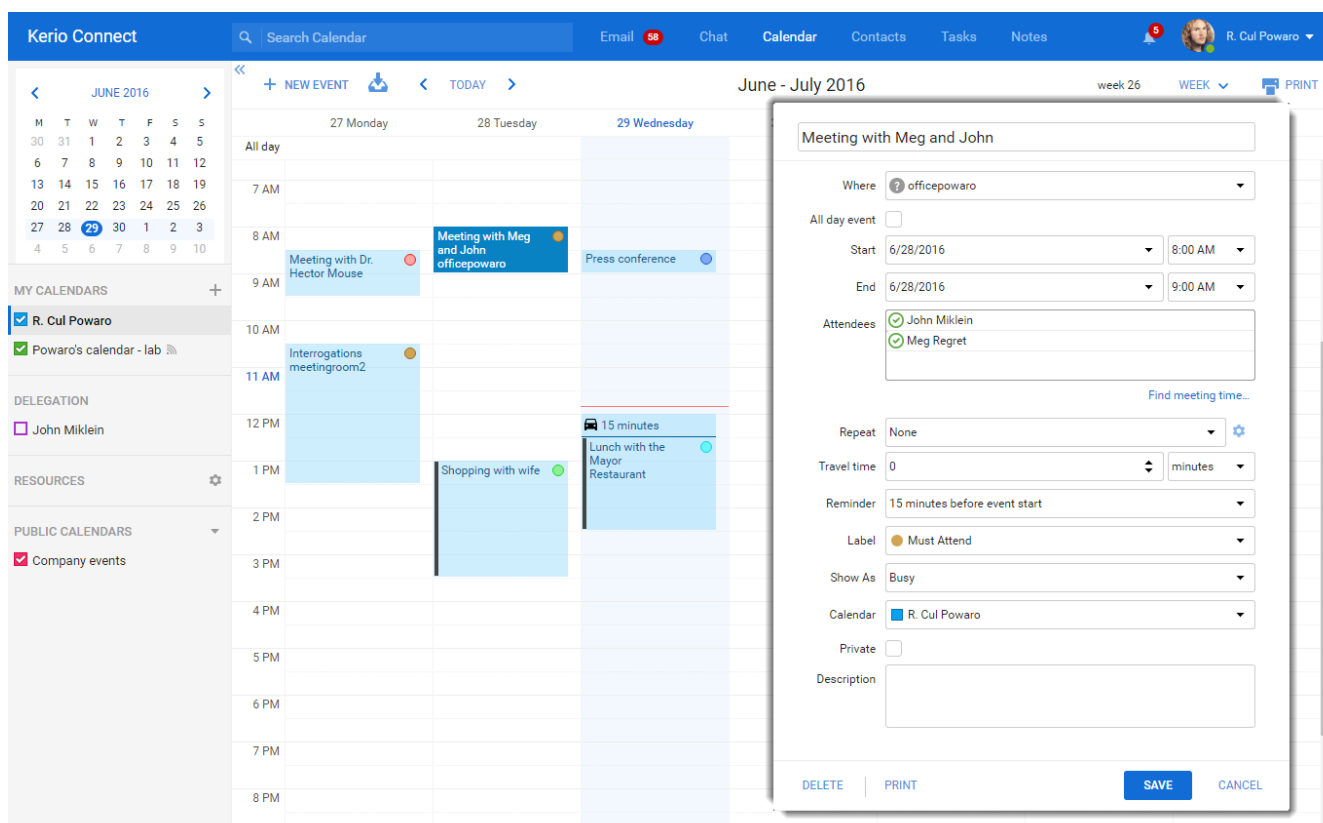 Kerio Connect
Search Calendar
Email 58 Chat Calendar Contacts Tasks Notes
5
R. Cul Powaro
JUNE 2016
M T W T F S S
30 31 1 2 3 4 5
6 7 8 9 10 11 12
13 14 15 16 17 18 19
20 21 22 23 24 25 26
27 28 29 30 1 2 3
4 5 6 7 8 9 10
MY CALENDARS
R. Cul Powaro
Powaro's calendar - lab
DELEGATION
John Miklein
RESOURCES
PUBLIC CALENDARS
Company events
NEW EVENT
TODAY
June - July 2016
week 26
WEEK
PRINT
27 Monday
28 Tuesday
29 Wednesday
All day
7 AM
8 AM
9 AM
10 AM
11 AM
12 PM
1 PM
2 PM
3 PM
4 PM
5 PM
6 PM
7 PM
8 PM
Meeting with Dr.
Hector Mouse
Interrogations
meetingroom2
Meeting with Meg
and John
officepowaro
Shopping with wife
Press conference
15 minutes
Lunch with the
Mayor
Restaurant
Meeting with Meg and John
Where ? officepowaro
All day event
Start 6/28/2016 8:00 AM
End 6/28/2016 9:00 AM
Attendees John Miklein
Meg Regret
Find meeting time...
Repeat None
Travel time 0 minutes
Reminder 15 minutes before event start
Label Must Attend
Show As Busy
Calendar R. Cul Powaro
Private
Description
DELETE PRINT SAVE CANCEL